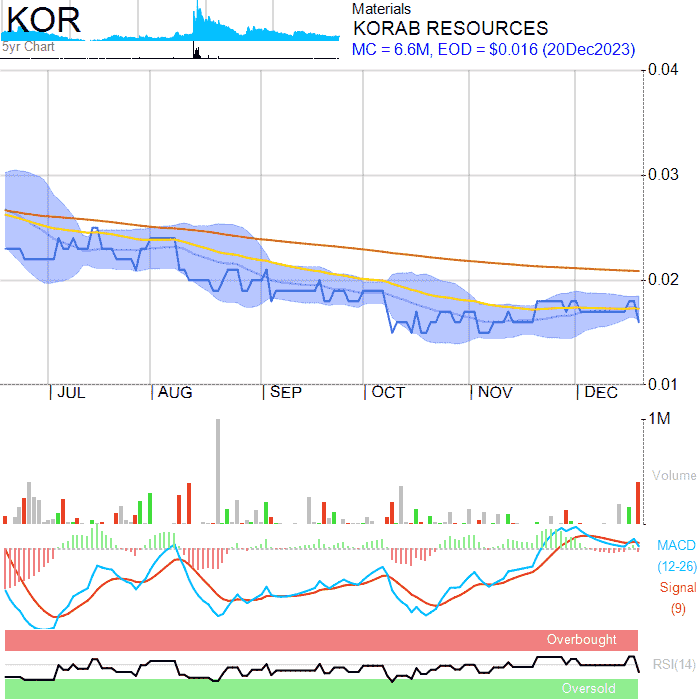 KOR
5yr Chart
Materials
KORAB RESOURCES
MC = 6.6M, EOD = $0.016 (20Dec2023)
0.04
0.03
0.02
0.01
JUL
AUG
SEP
OCT
NOV
DEC
1M
Volume
MACD
(12-26)
Signal
(9)
Overbought
RSI(14)
Oversold